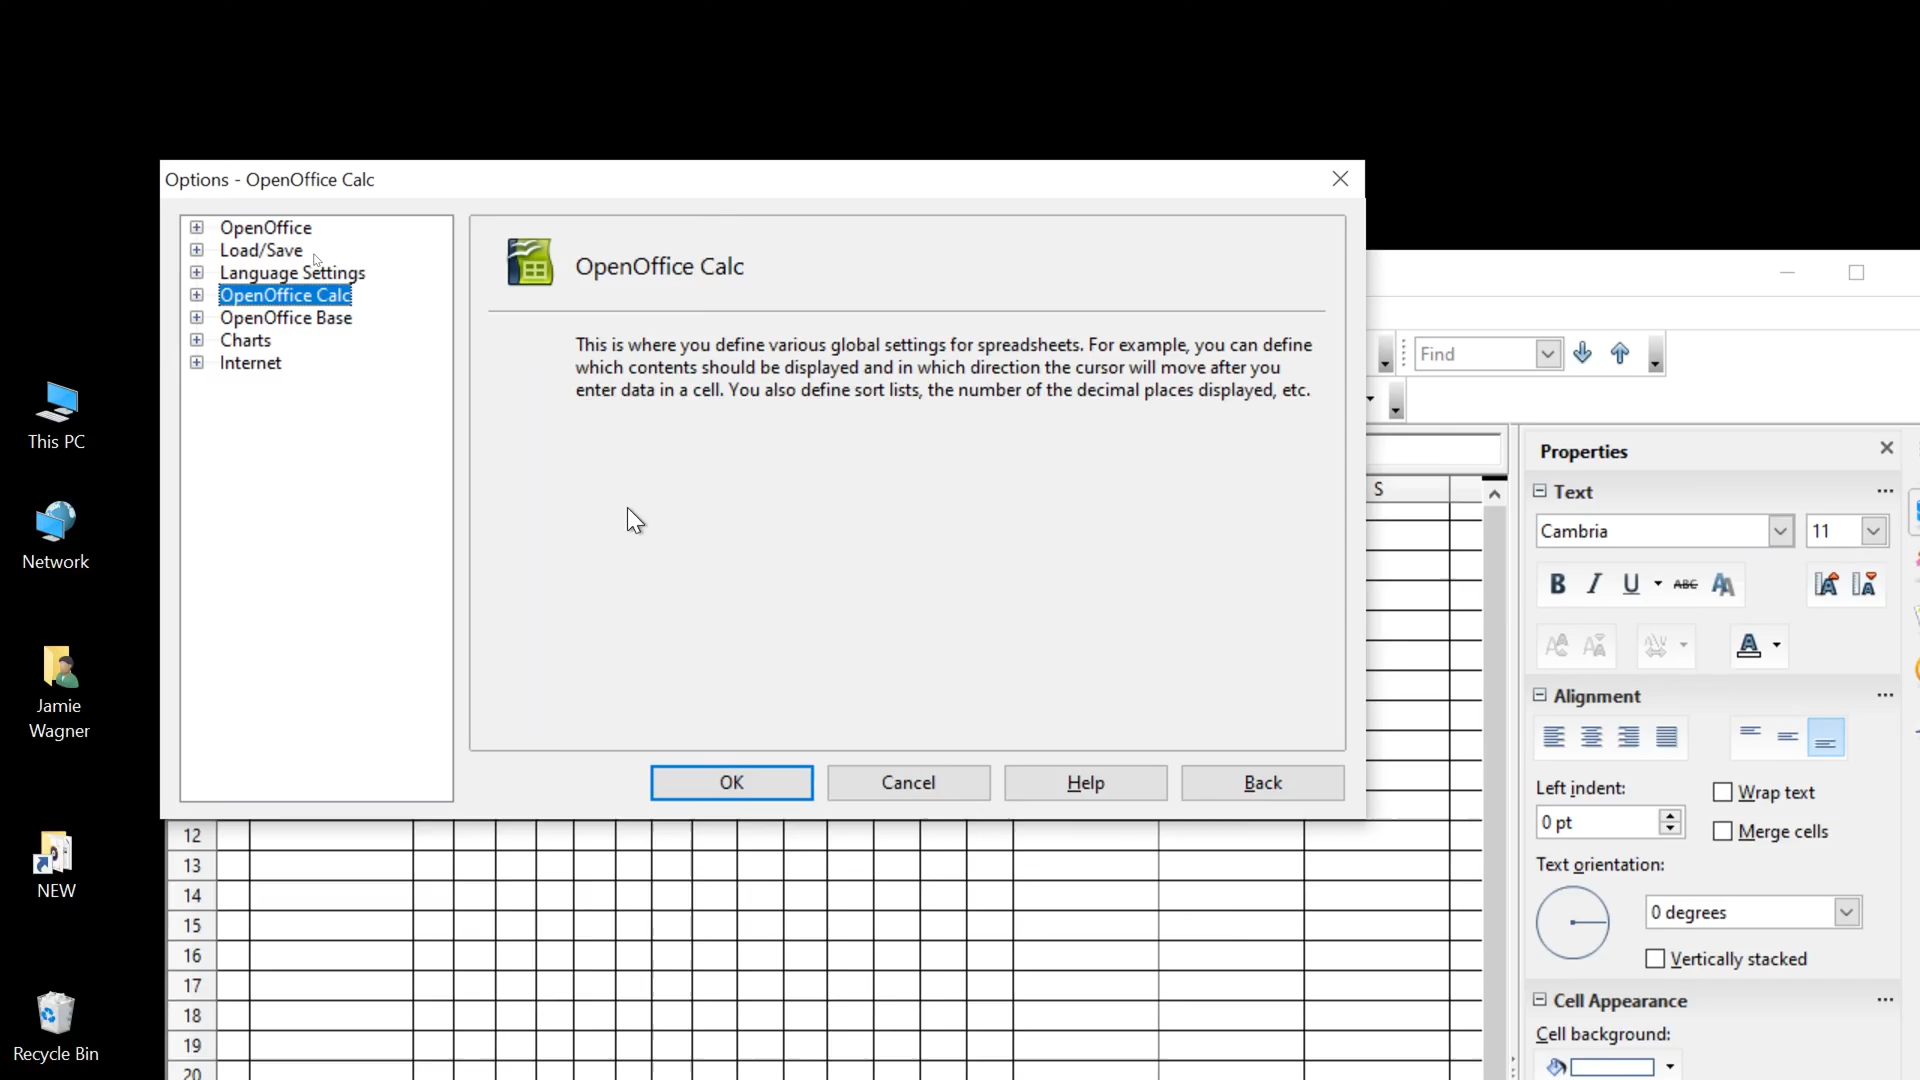 Options - OpenOffice Calc
OpenOffice
Load/Save
Language Settings
OpenOffice Calc
OpenOffice Base
Charts
Internet
OpenOffice Calc
This is where you define various global settings for spreadsheets. For example, you can define
which contents should be displayed and in which direction the cursor will move after you
enter data in a cell. You also define sort lists, the number of the decimal places displayed, etc.
OK
Cancel
Help
Back
This PC
Network
Jamie
Wagner
NEW
Recycle Bin
Find
S
12
13
14
15
16
17
18
19
20
Properties
Text
Cambria
11
B I U ABC A
Alignment
Left indent:
Wrap text
0 pt
Merge cells
Text orientation:
0 degrees
Vertically stacked
Cell Appearance
Cell background: